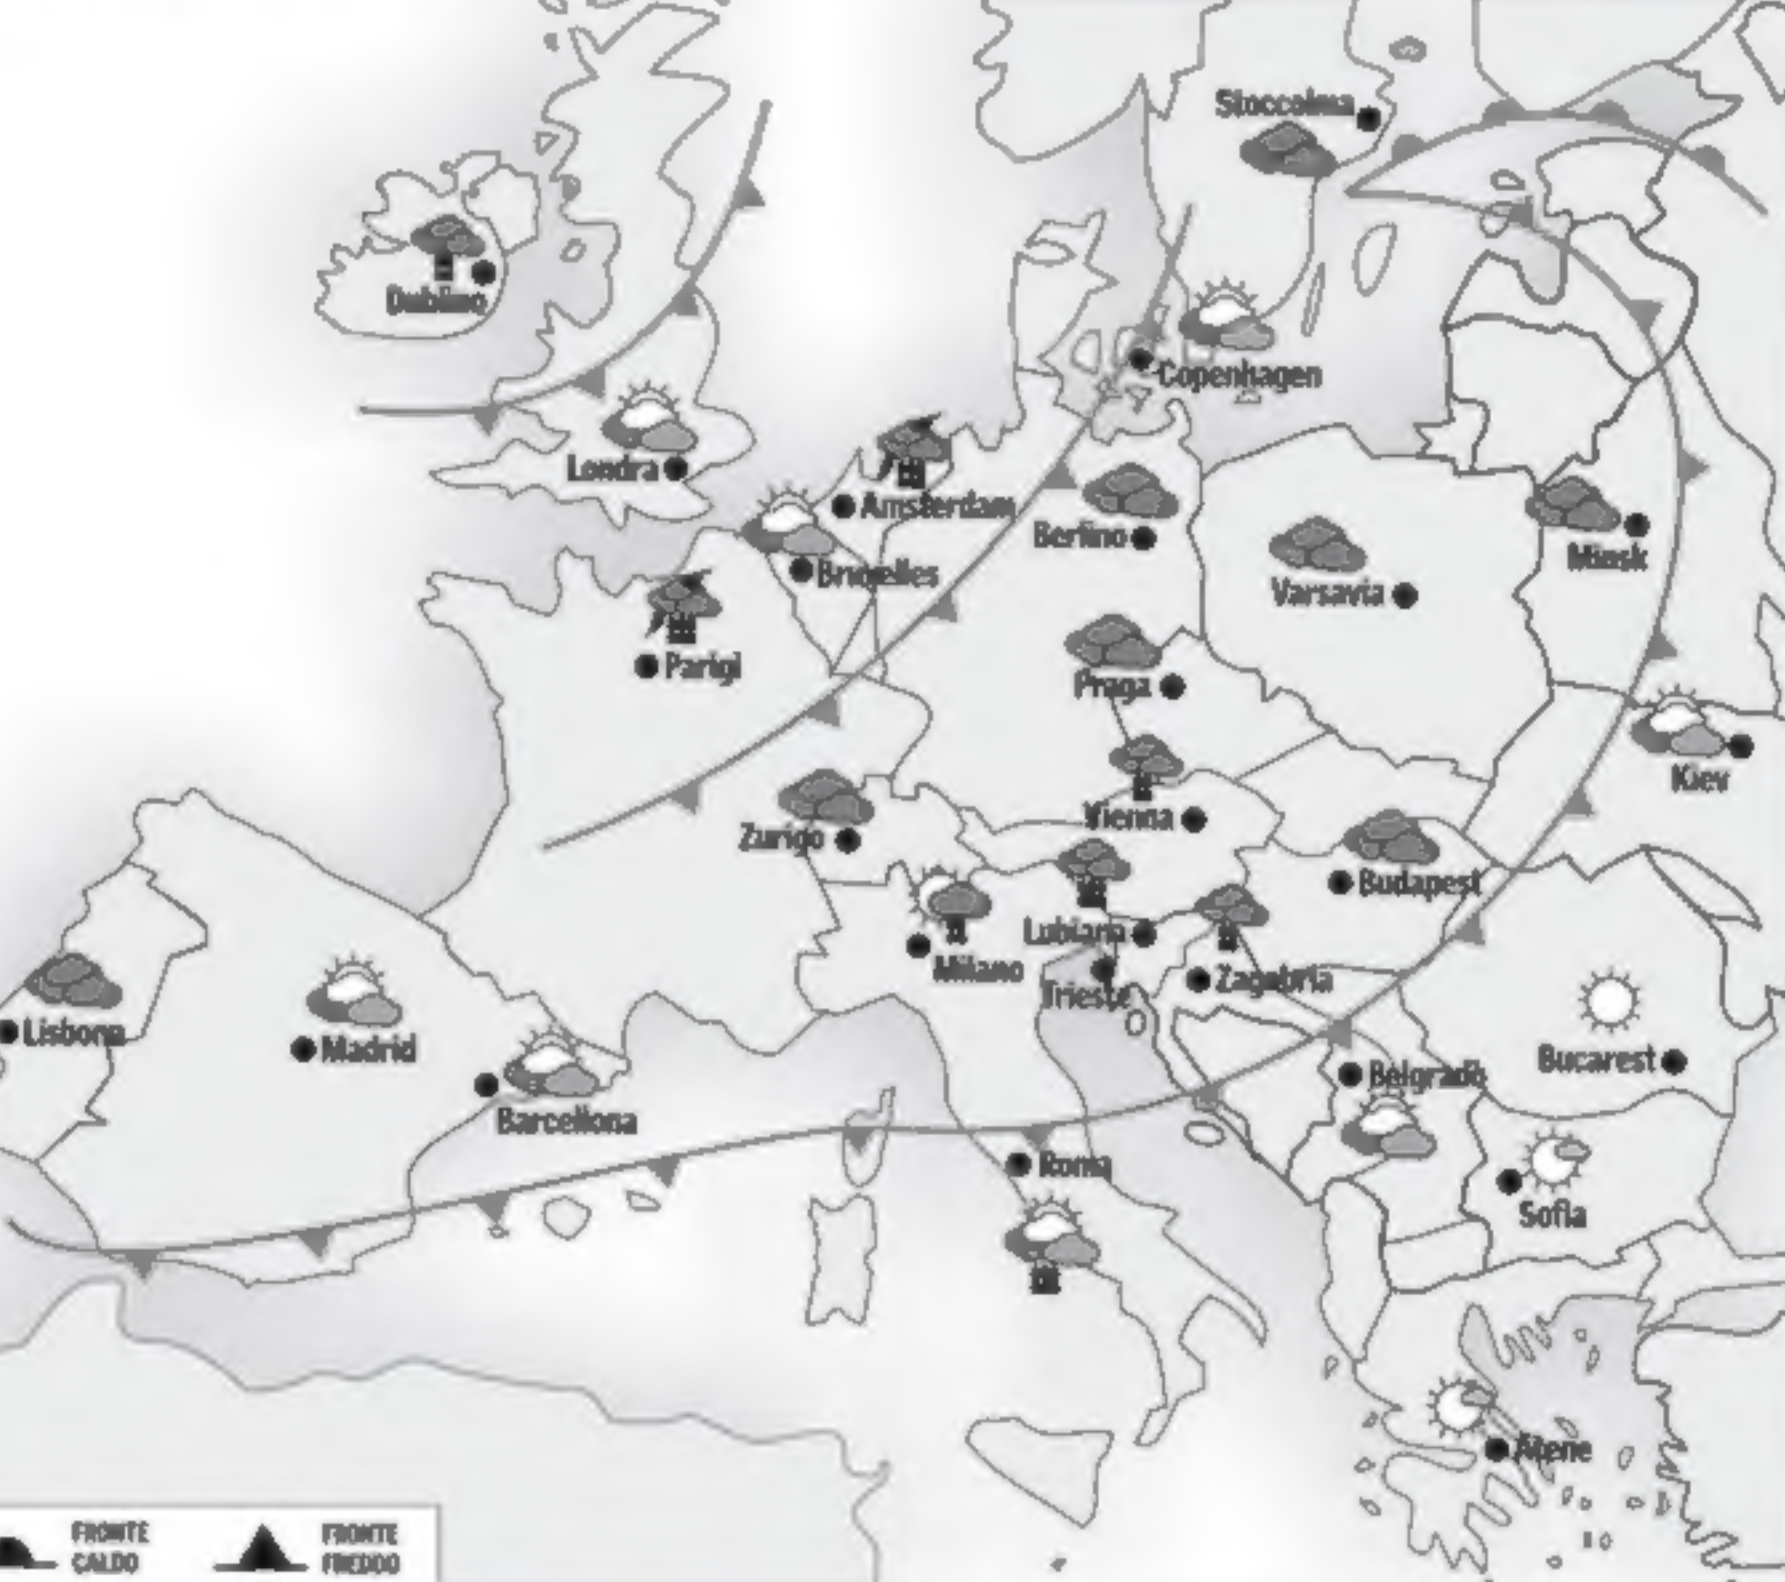 Stoccolma
Dublino
Copenhagen
Londra
Amsterdam
Berlino
Minsk
Bruxelles
Varsavia
Parigi
Praga
Kiev
Vienna
Zurigo
Budapest
Lubiana
Milano
Zagabria
Trieste
Lisbona
Madrid
Bucarest
Belgrado
Barcellona
Roma
Sofia
Atene
FRONTE
CALDO
FRONTE
FREDDO